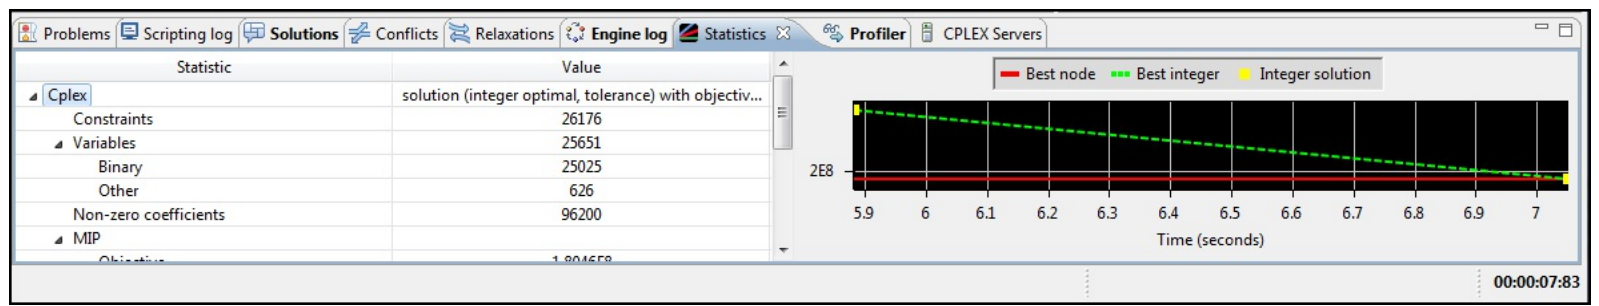 Problems Scripting log Solutions Conflicts Relaxations Engine log Statistics Profiler CPLEX Servers
Statistic Value
Cplex solution (integer optimal, tolerance) with objectiv...
Constraints 26176
Variables 25651
Binary 25025
Other 626
Non-zero coefficients 96200
MIP
Objective 1.8046E8
Best node Best integer Integer solution
2E8
5.9 6 6.1 6.2 6.3 6.4 6.5 6.6 6.7 6.8 6.9 7
Time (seconds)
00:00:07:83